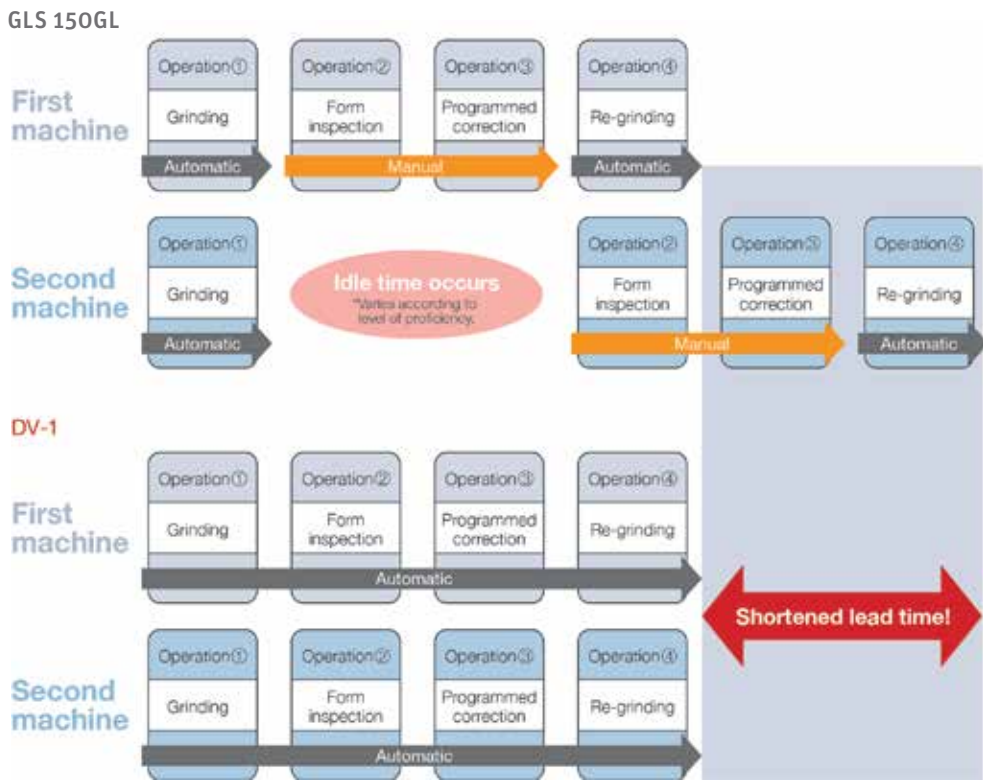 GLS 150GL
First
machine
Operation①
Grinding
Automatic
Operation②
Form
inspection
Operation③
Programmed
correction
Manual
Operation④
Re-grinding
Automatic
Second
machine
Operation①
Grinding
Automatic
Idle time occurs
*Varies according to
level of proficiency.
Operation②
Form
inspection
Operation③
Programmed
correction
Manual
Operation④
Re-grinding
Automatic
DV-1
First
machine
Operation①
Grinding
Operation②
Form
inspection
Operation③
Programmed
correction
Operation④
Re-grinding
Automatic
Shortened lead time!
Second
machine
Operation①
Grinding
Operation②
Form
inspection
Operation③
Programmed
correction
Operation④
Re-grinding
Automatic